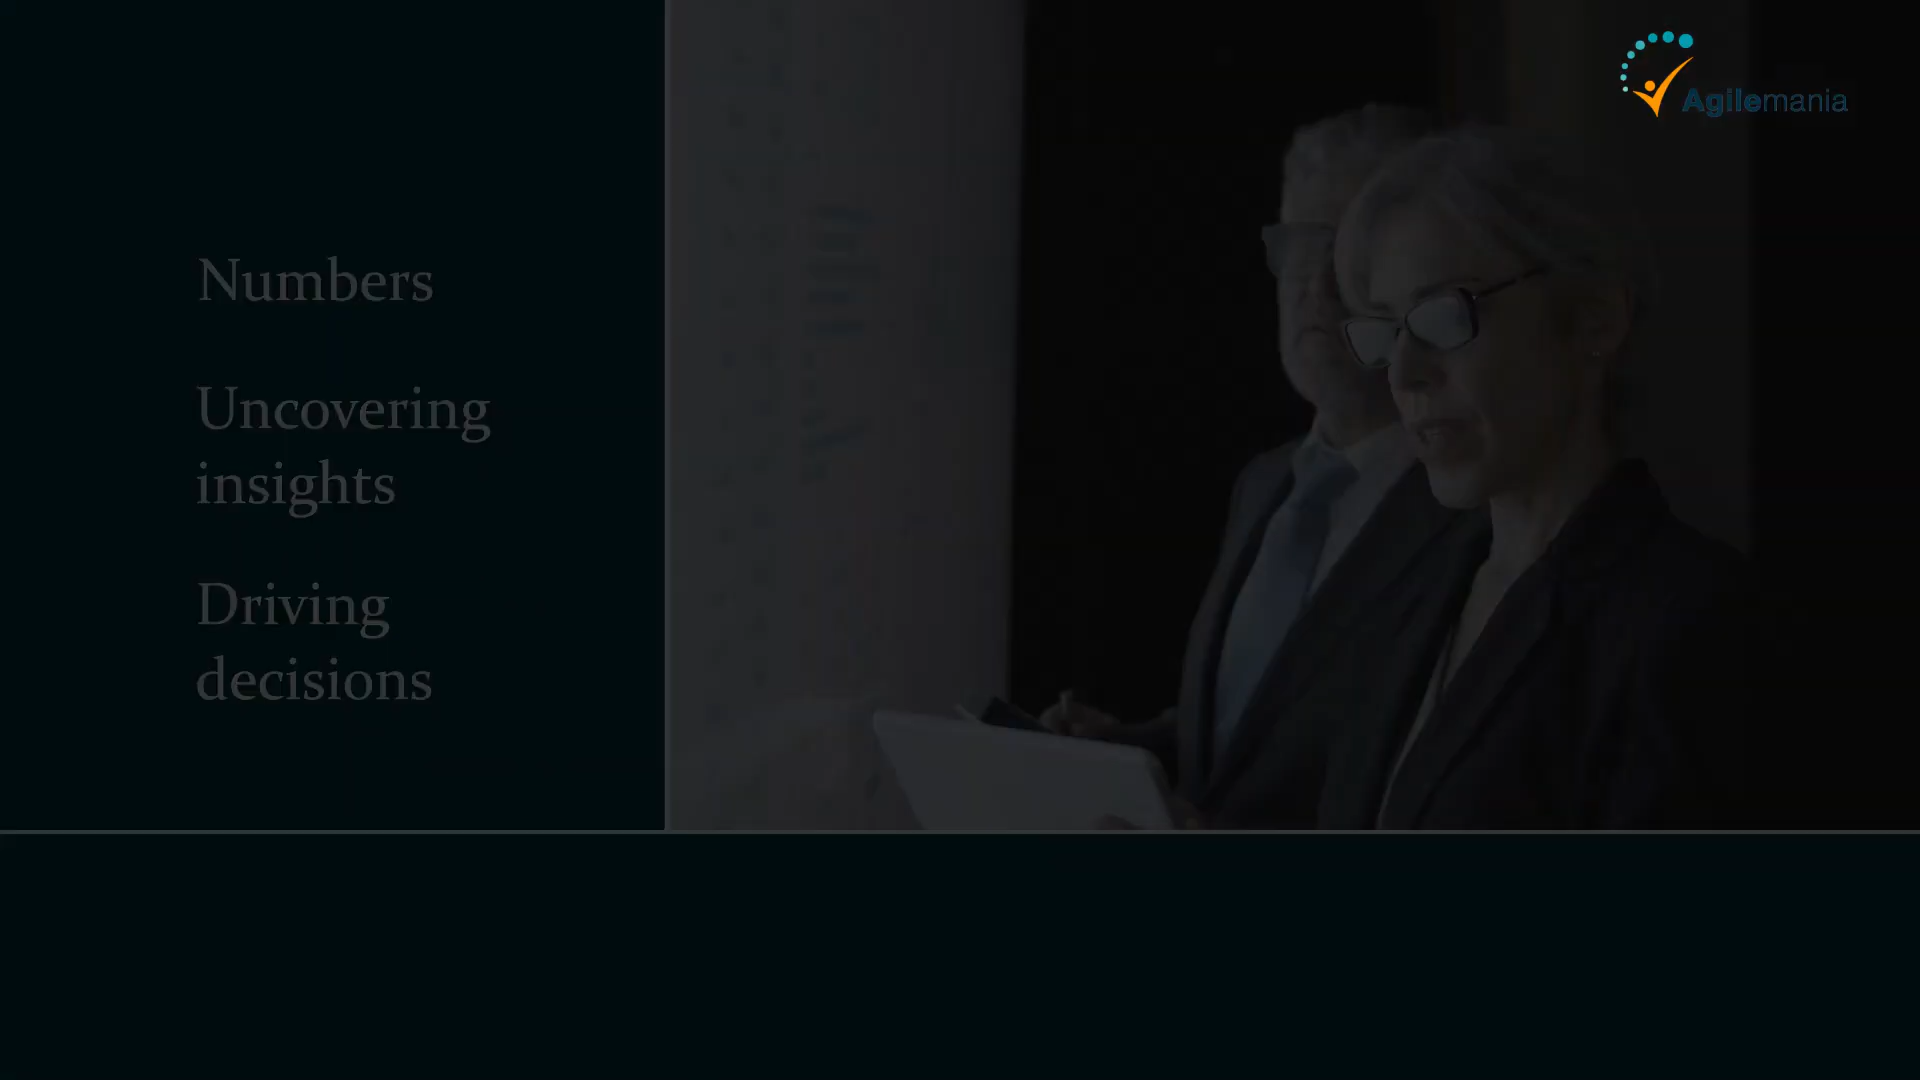 Agilemania
Numbers
Uncovering
insights
Driving
decisions